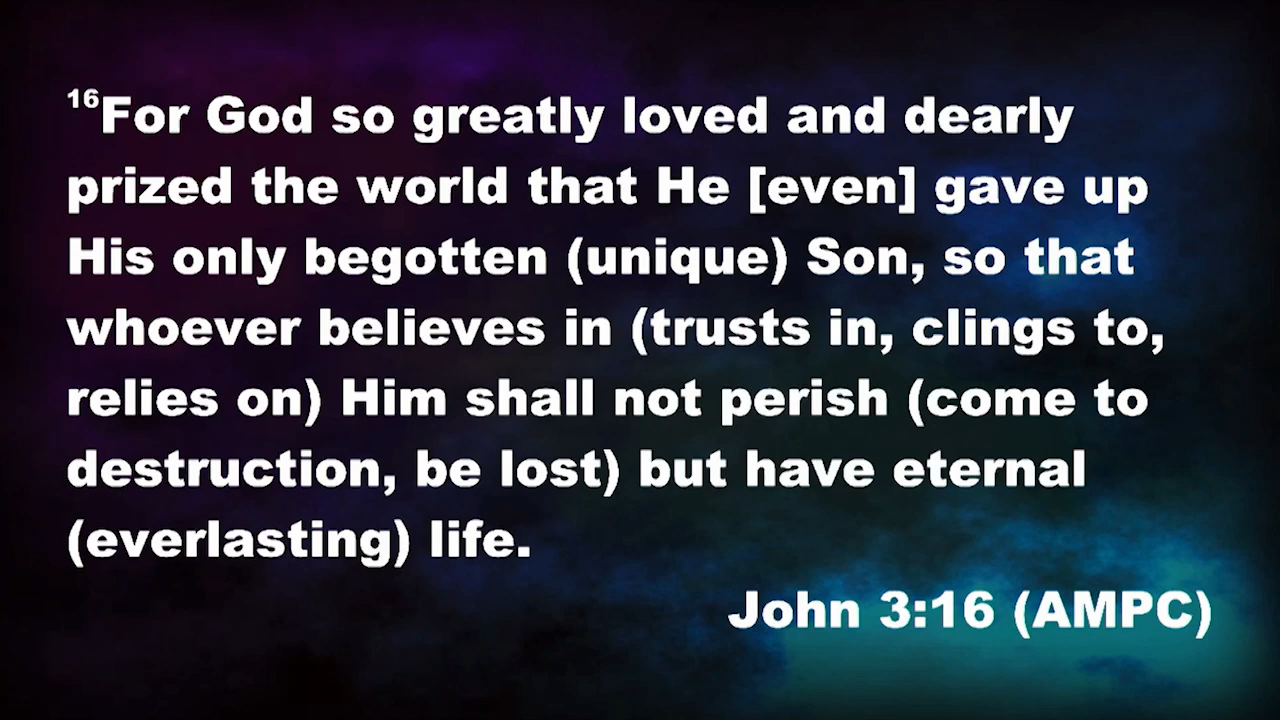 16For God so greatly loved and dearly
prized the world that He [even] gave up
His only begotten (unique) Son, so that
whoever believes in (trusts in, clings to,
relies on) Him shall not perish (come to
destruction, be lost) but have eternal
(everlasting) life.
John 3:16 (AMPC)